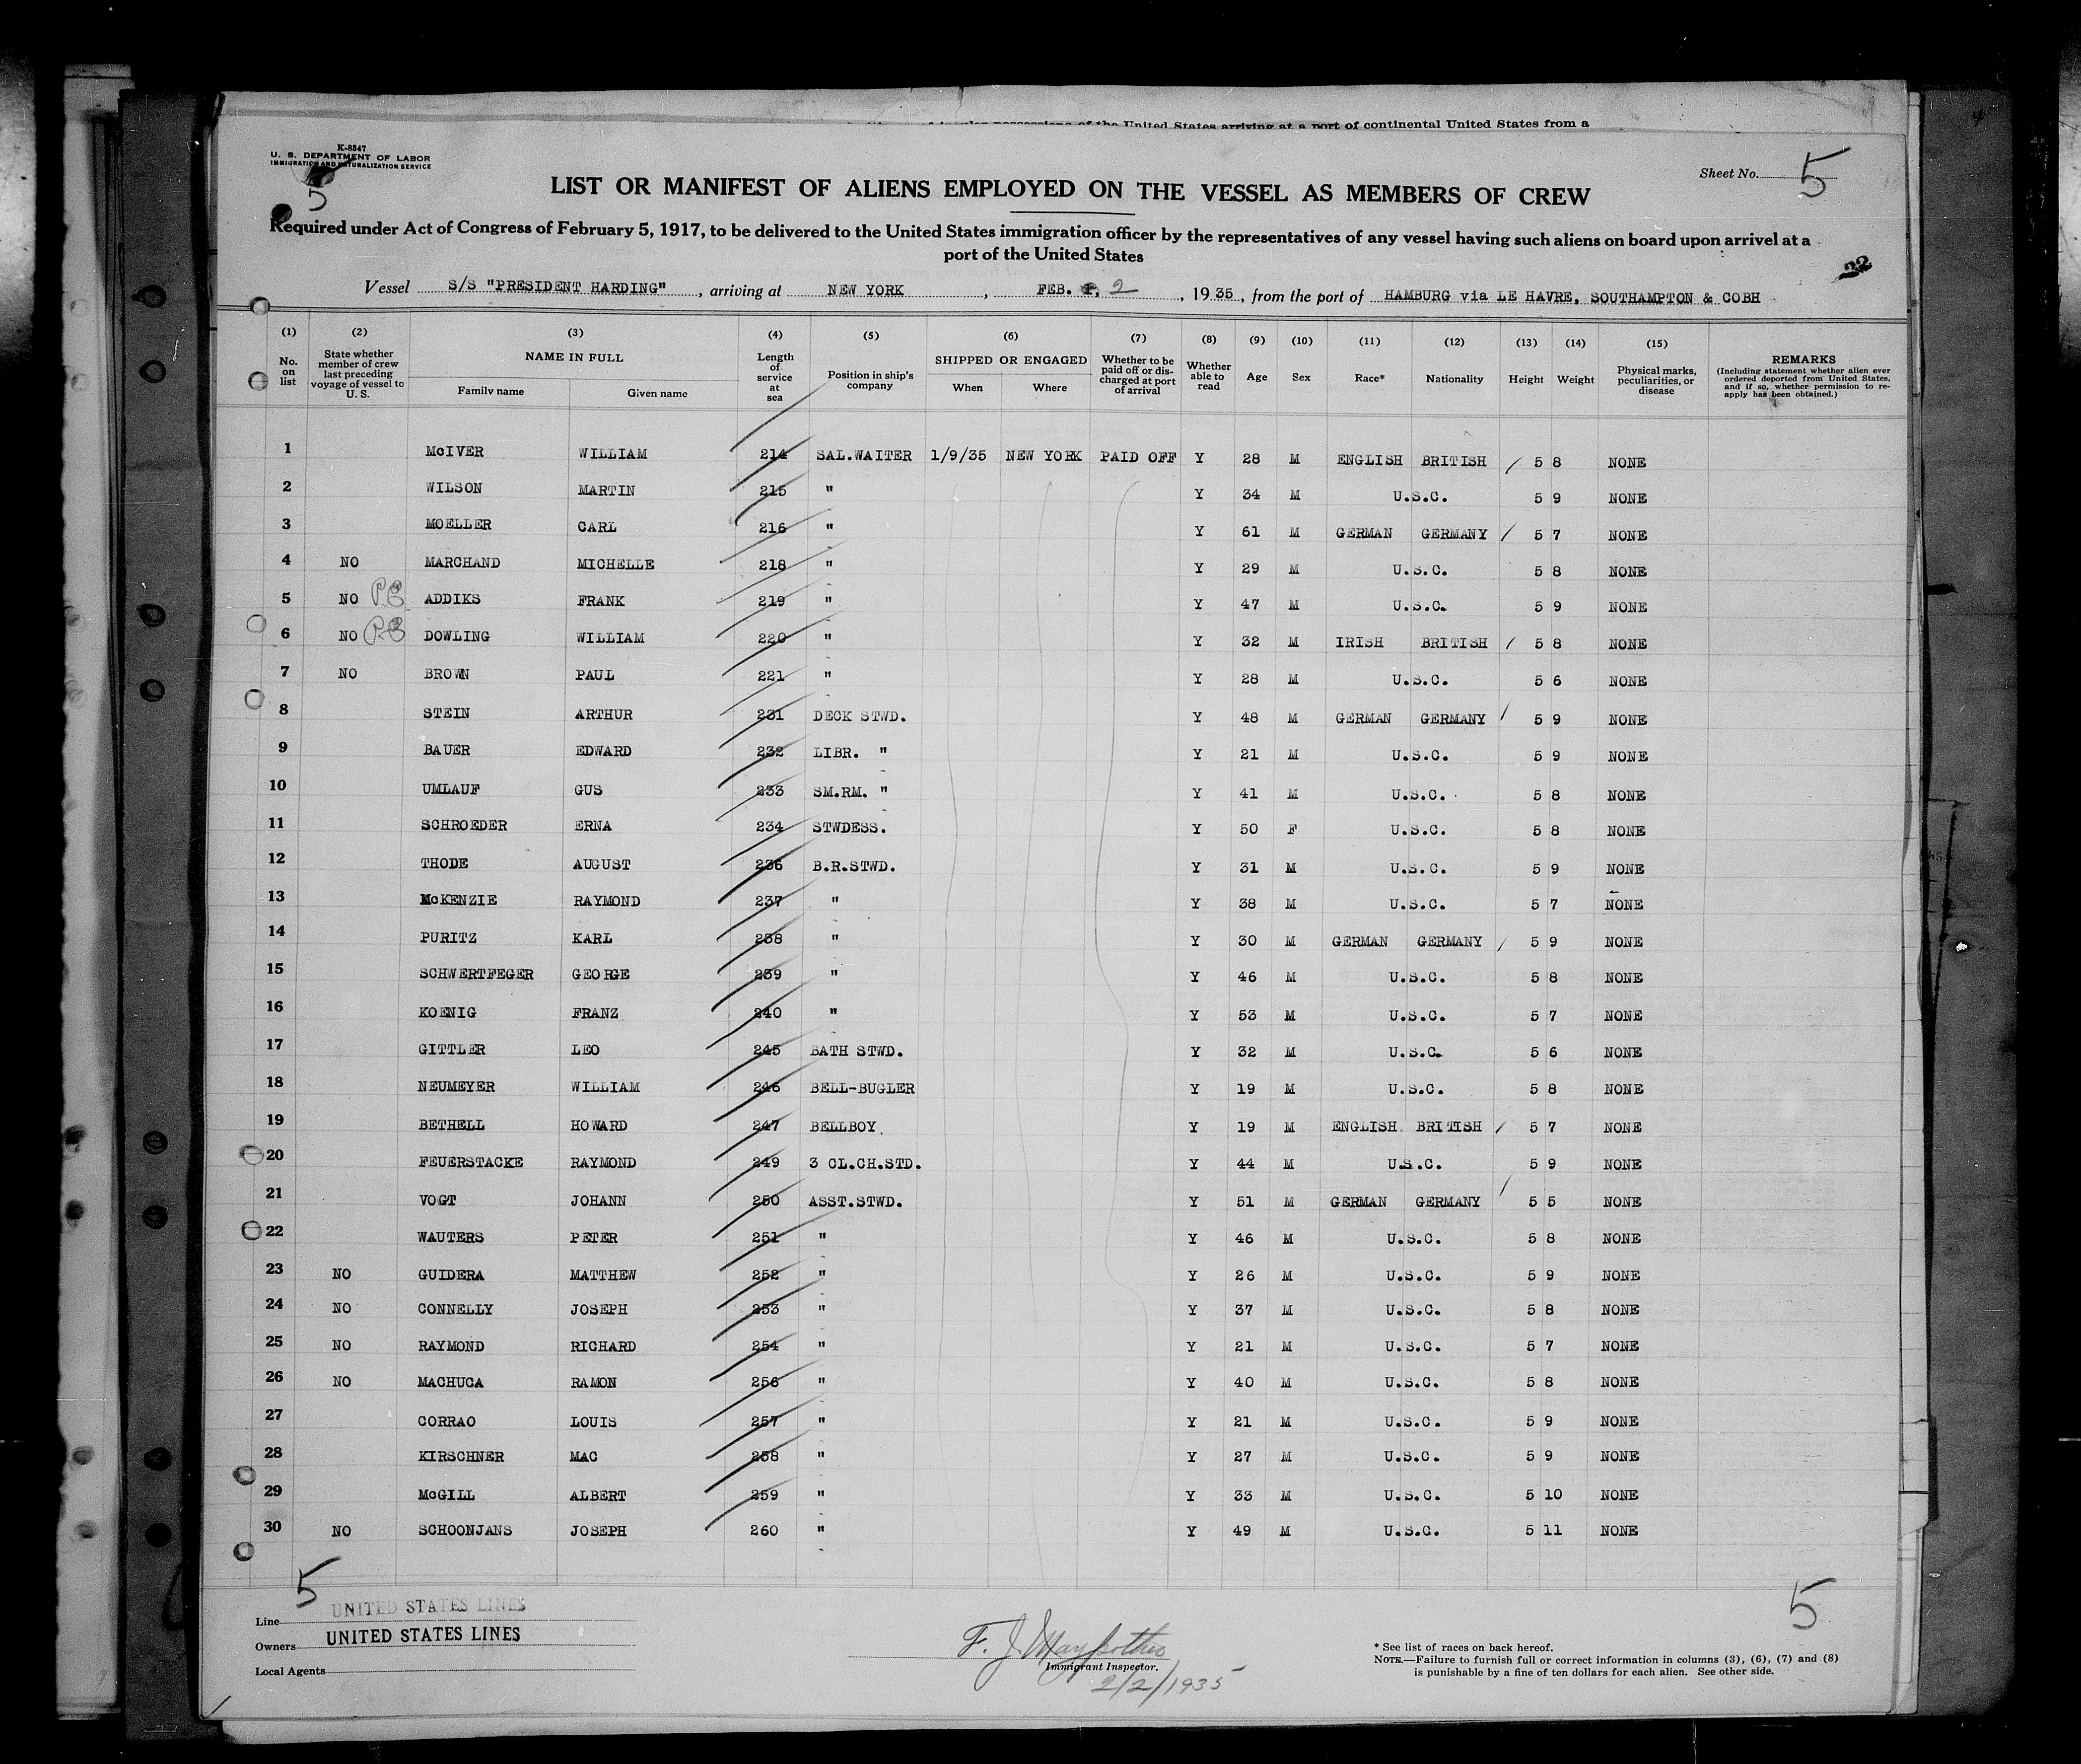 United States arriving at a port of continental United States from a
K-8347
U. S. DEPARTMENT OF LABOR
IMMIGRATION AND NATURALIZATION SERVICE
5
Sheet No. 5
LIST OR MANIFEST OF ALIENS EMPLOYED ON THE VESSEL AS MEMBERS OF CREW
Required under Act of Congress of February 5, 1917, to be delivered to the United States immigration officer by the representatives of any vessel having such aliens on board upon arrivel at a
port of the United States
22
Vessel S/S "PRESIDENT HARDING", arriving at NEW YORK, FEB. 2, 1935, from the port of HAMBURG via LE HAVRE, SOUTHAMPTON & COBH
(1) (2) (3) (4) (5) (6) (7) (8) (9) (10) (11) (12) (13) (14) (15)
No. on list
State whether member of crew last preceding voyage of vessel to U. S.
NAME IN FULL
Family name Given name
Length of service at sea
Position in ship's company
SHIPPED OR ENGAGED
When Where
Whether to be paid off or discharged at port of arrival
Whether able to read
Age Sex Race* Nationality Height Weight
Physical marks, peculiarities, or disease
REMARKS
(Including statement whether alien ever ordered deported from United States, and if so, whether permission to re-apply has been obtained.)
1 McIVER WILLIAM 214 SAL.WAITER 1/9/35 NEW YORK PAID OFF Y 28 M ENGLISH BRITISH / 5 8 NONE
2 WILSON MARTIN 215 " Y 34 M U.S.C. 5 9 NONE
3 MOELLER CARL 216 " Y 61 M GERMAN GERMANY / 5 7 NONE
4 NO MARCHAND MICHELLE 218 " Y 29 M U.S.C. 5 8 NONE
5 NO ADDIKS FRANK 219 " Y 47 M U.S.C. 5 9 NONE
6 NO DOWLING WILLIAM 220 " Y 32 M IRISH BRITISH / 5 8 NONE
7 NO BROWN PAUL 221 " Y 28 M U.S.C. 5 6 NONE
8 STEIN ARTHUR 231 DECK STWD. Y 48 M GERMAN GERMANY / 5 9 NONE
9 BAUER EDWARD 232 LIBR. " Y 21 M U.S.C. 5 9 NONE
10 UMLAUF GUS 233 SM.RM. " Y 41 M U.S.C. 5 8 NONE
11 SCHROEDER ERNA 234 STWDESS. Y 50 F U.S.C. 5 8 NONE
12 THODE AUGUST 236 B.R.STWD. Y 31 M U.S.C. 5 9 NONE
13 McKENZIE RAYMOND 237 " Y 38 M U.S.C. 5 7 NONE
14 PURITZ KARL 238 " Y 30 M GERMAN GERMANY / 5 9 NONE
15 SCHWERTFEGER GEORGE 239 " Y 46 M U.S.C. 5 8 NONE
16 KOENIG FRANZ 240 " Y 53 M U.S.C. 5 7 NONE
17 GITTLER LEO 245 BATH STWD. Y 32 M U.S.C. 5 6 NONE
18 NEUMEYER WILLIAM 246 BELL-BUGLER Y 19 M U.S.C. 5 8 NONE
19 BETHELL HOWARD 247 BELLBOY Y 19 M ENGLISH BRITISH / 5 7 NONE
20 FEUERSTACKE RAYMOND 249 3 CL.CH.STD. Y 44 M U.S.C. 5 9 NONE
21 VOGT JOHANN 250 ASST.STWD. Y 51 M GERMAN GERMANY / 5 5 NONE
22 WAUTERS PETER 251 " Y 46 M U.S.C. 5 8 NONE
23 NO GUIDERA MATTHEW 252 " Y 26 M U.S.C. 5 9 NONE
24 NO CONNELLY JOSEPH 253 " Y 37 M U.S.C. 5 8 NONE
25 NO RAYMOND RICHARD 254 " Y 21 M U.S.C. 5 7 NONE
26 NO MACHUCA RAMON 256 " Y 40 M U.S.C. 5 8 NONE
27 CORRAO LOUIS 257 " Y 21 M U.S.C. 5 9 NONE
28 KIRSCHNER MAC 258 " Y 27 M U.S.C. 5 9 NONE
29 McGILL ALBERT 259 " Y 33 M U.S.C. 5 10 NONE
30 NO SCHOONJANS JOSEPH 260 " Y 49 M U.S.C. 5 11 NONE
5 5
Line UNITED STATES LINES
Owners UNITED STATES LINES
Local Agents
F. J.
Immigrant Inspector.
2/2/1935
* See list of races on back hereof.
NOTE.—Failure to furnish full or correct information in columns (3), (6), (7) and (8)
is punishable by a fine of ten dollars for each alien. See other side.